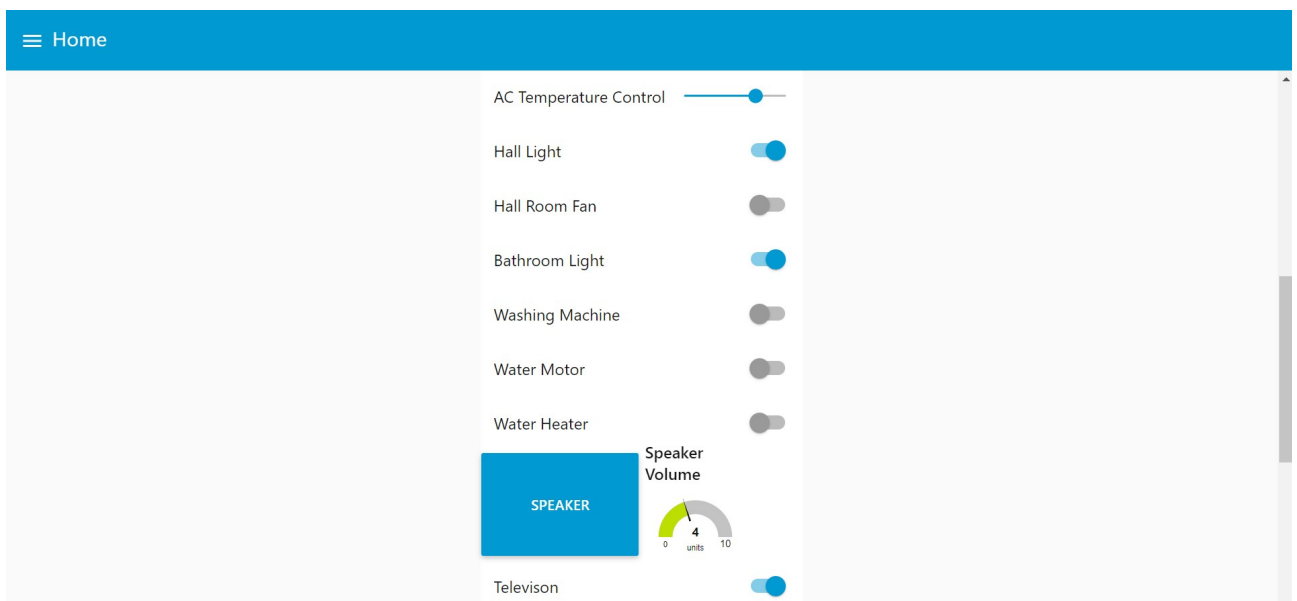 Home
AC Temperature Control
Hall Light
Hall Room Fan
Bathroom Light
Washing Machine
Water Motor
Water Heater
SPEAKER
Speaker
Volume
4
0 units 10
Televison